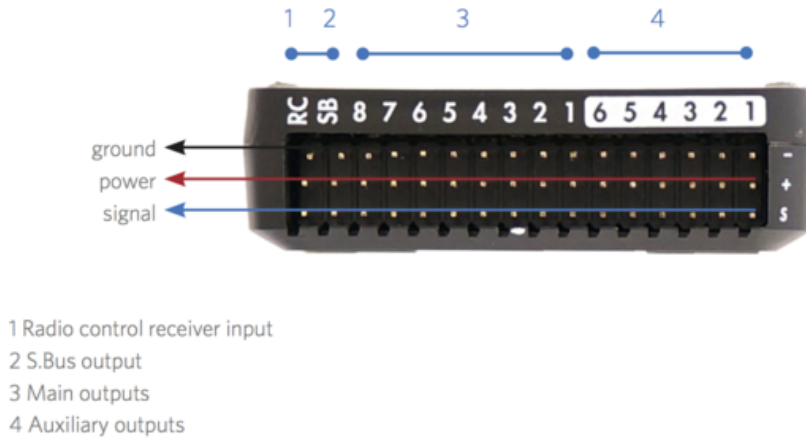 1 2 3 4
RC SB 8 7 6 5 4 3 2 1 6 5 4 3 2 1
ground -
power +
signal S
1 Radio control receiver input
2 S.Bus output
3 Main outputs
4 Auxiliary outputs